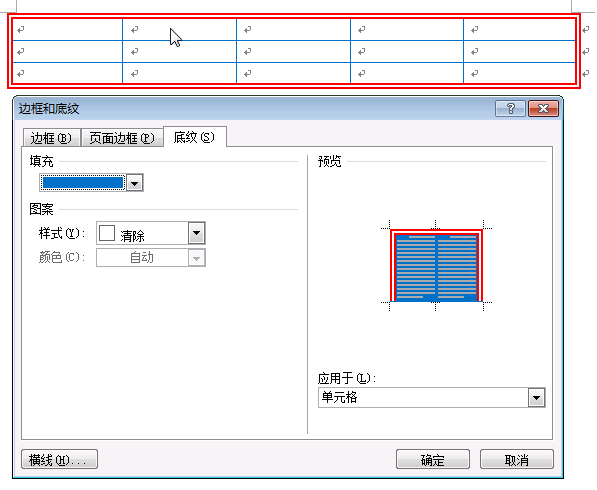 边框和底纹
边框(B) 页面边框(P) 底纹(S)
填充
图案
样式(Y): 清除
颜色(C): 自动
预览
应用于(L):
单元格
横线(H)... 确定 取消